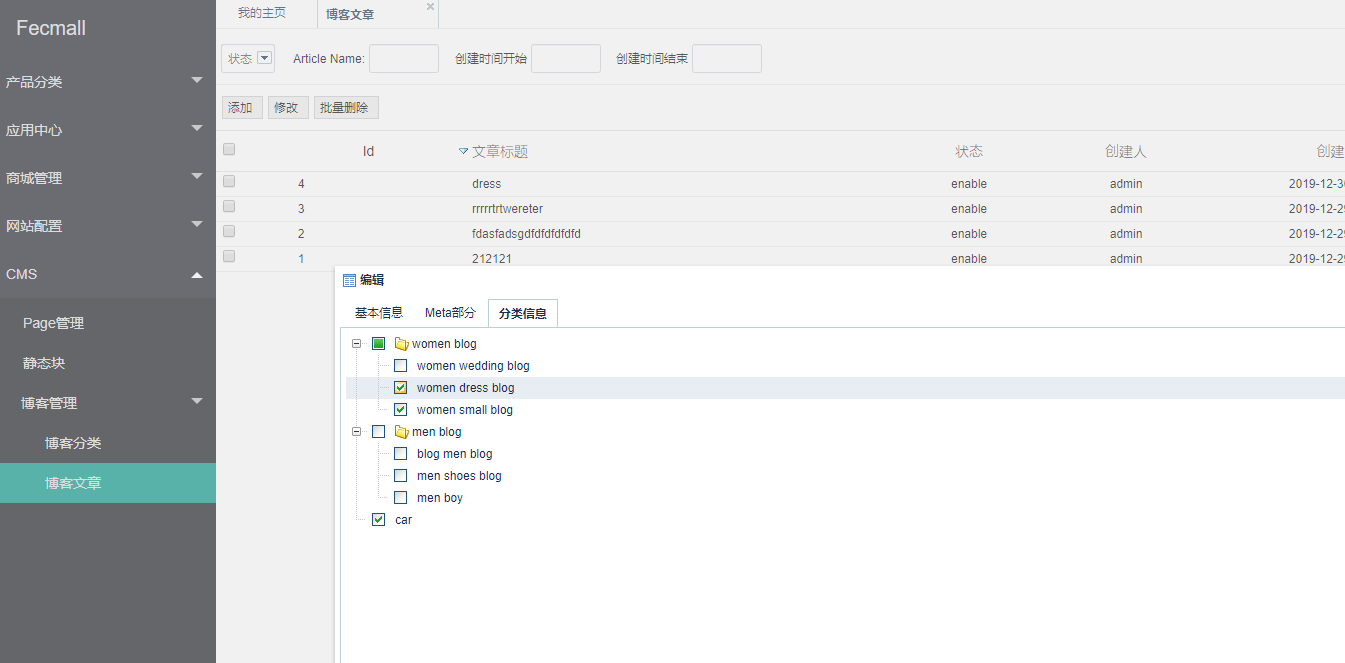 Fecmall
产品分类
应用中心
商城管理
网站配置
CMS
Page管理
静态块
博客管理
博客分类
博客文章
我的主页 博客文章
状态 Article Name: 创建时间开始 创建时间结束
添加 修改 批量删除
Id 文章标题 状态 创建人 创建
4 dress enable admin 2019-12-30
3 rrrrrtrtwereter enable admin 2019-12-29
2 fdasfadsgdfdfdfdfdfd enable admin 2019-12-29
1 212121 enable admin 2019-12-29
编辑
基本信息 Meta部分 分类信息
women blog
women wedding blog
women dress blog
women small blog
men blog
blog men blog
men shoes blog
men boy
car